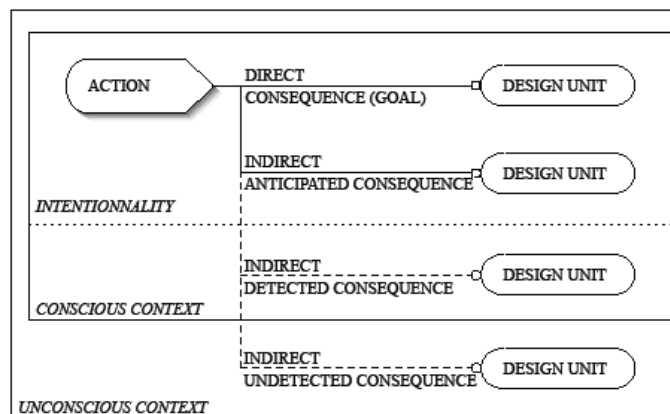 ACTION
DIRECT
CONSEQUENCE (GOAL)
DESIGN UNIT
INDIRECT
ANTICIPATED CONSEQUENCE
DESIGN UNIT
INTENTIONNALITY
INDIRECT
DETECTED CONSEQUENCE
DESIGN UNIT
CONSCIOUS CONTEXT
INDIRECT
UNDETECTED CONSEQUENCE
DESIGN UNIT
UNCONSCIOUS CONTEXT